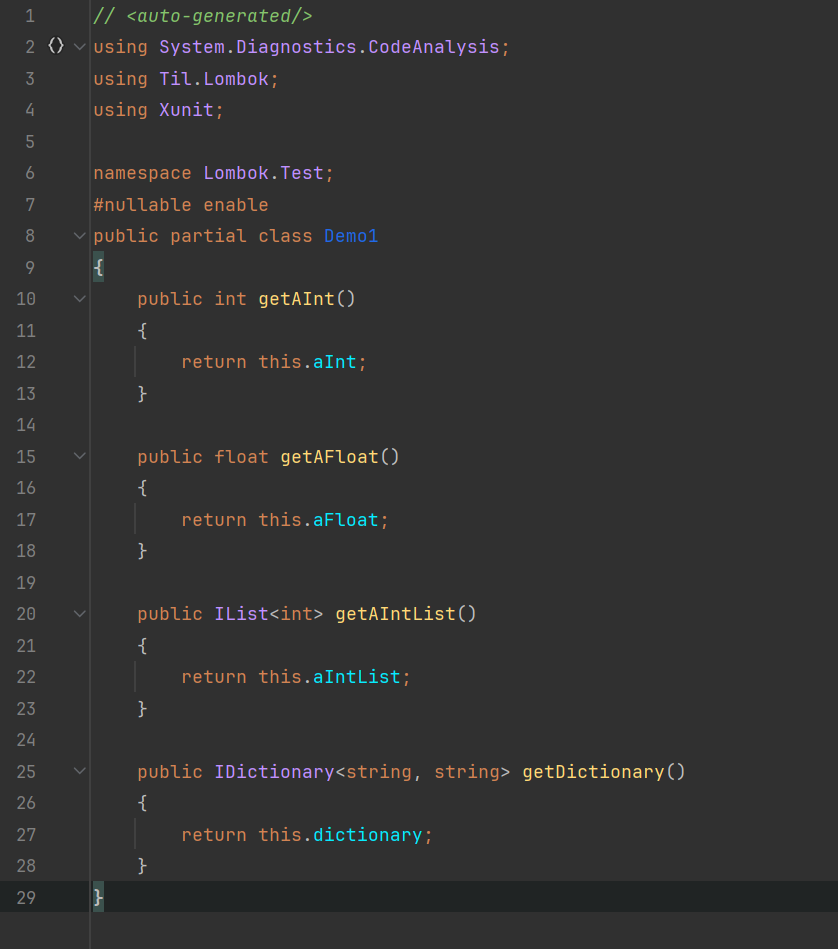 1 // <auto-generated/>
2 using System.Diagnostics.CodeAnalysis;
3 using Til.Lombok;
4 using Xunit;
5
6 namespace Lombok.Test;
7 #nullable enable
8 public partial class Demo1
9 {
10     public int getAInt()
11     {
12         return this.aInt;
13     }
14
15     public float getAFloat()
16     {
17         return this.aFloat;
18     }
19
20     public IList<int> getAIntList()
21     {
22         return this.aIntList;
23     }
24
25     public IDictionary<string, string> getDictionary()
26     {
27         return this.dictionary;
28     }
29 }